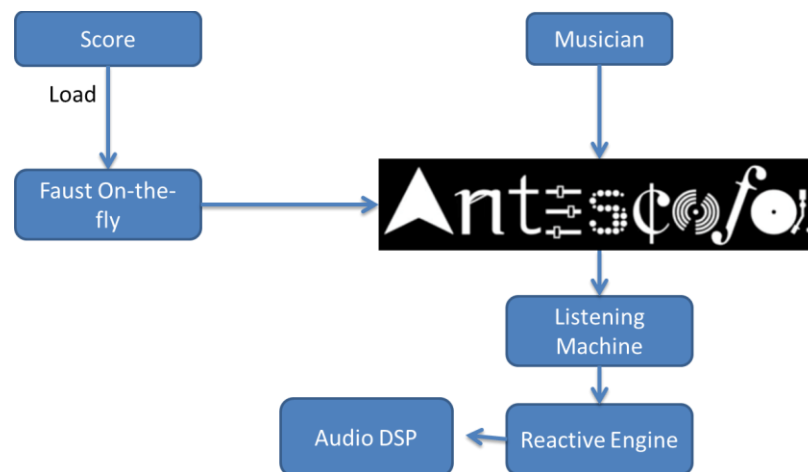 Score
Musician
Load
Faust On-the-
fly
Antescofo
Listening
Machine
Audio DSP
Reactive Engine